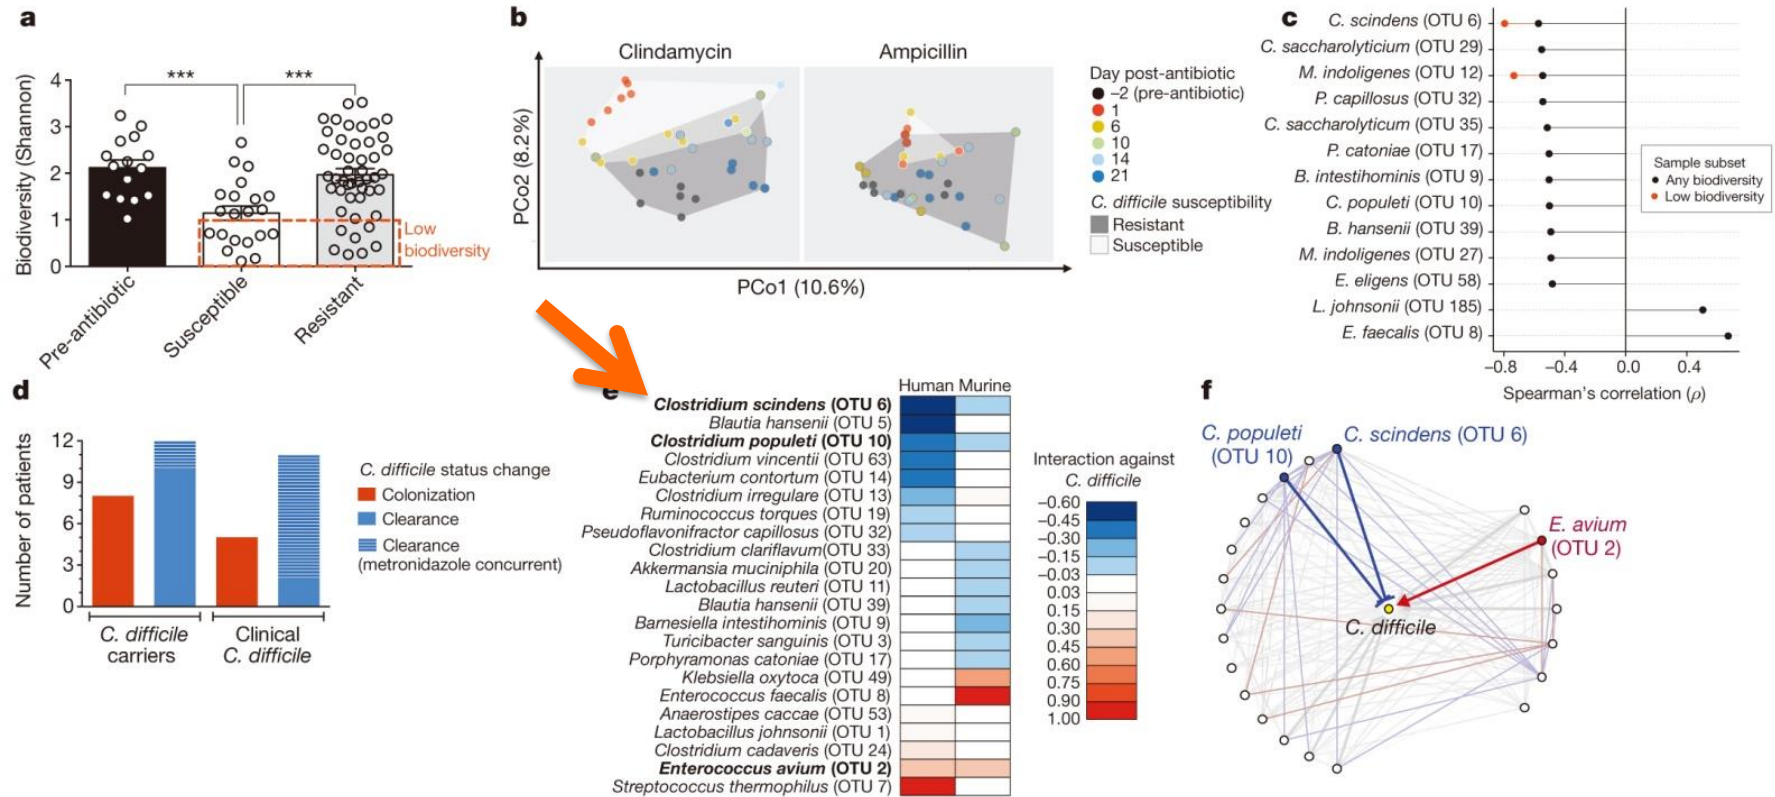 a
Biodiversity (Shannon)
4
3
2
1
0
***
***
Low
biodiversity
Pre-antibiotic
Susceptible
Resistant
b
Clindamycin
Ampicillin
PCo2 (8.2%)
PCo1 (10.6%)
Day post-antibiotic
−2 (pre-antibiotic)
1
6
10
14
21
C. difficile susceptibility
Resistant
Susceptible
c
C. scindens (OTU 6)
C. saccharolyticium (OTU 29)
M. indoligenes (OTU 12)
P. capillosus (OTU 32)
C. saccharolyticum (OTU 35)
P. catoniae (OTU 17)
B. intestihominis (OTU 9)
C. populeti (OTU 10)
B. hansenii (OTU 39)
M. indoligenes (OTU 27)
E. eligens (OTU 58)
L. johnsonii (OTU 185)
E. faecalis (OTU 8)
−0.8 −0.4 0.0 0.4
Spearman's correlation (ρ)
Sample subset
Any biodiversity
Low biodiversity
d
Number of patients
12
9
6
3
0
C. difficile
carriers
Clinical
C. difficile
C. difficile status change
Colonization
Clearance
Clearance
(metronidazole concurrent)
e
Human Murine
Clostridium scindens (OTU 6)
Blautia hansenii (OTU 5)
Clostridium populeti (OTU 10)
Clostridium vincentii (OTU 63)
Eubacterium contortum (OTU 14)
Clostridium irregulare (OTU 13)
Ruminococcus torques (OTU 19)
Pseudoflavonifractor capillosus (OTU 32)
Clostridium clariflavum(OTU 33)
Akkermansia muciniphila (OTU 20)
Lactobacillus reuteri (OTU 11)
Blautia hansenii (OTU 39)
Barnesiella intestihominis (OTU 9)
Turicibacter sanguinis (OTU 3)
Porphyramonas catoniae (OTU 17)
Klebsiella oxytoca (OTU 49)
Enterococcus faecalis (OTU 8)
Anaerostipes caccae (OTU 53)
Lactobacillus johnsonii (OTU 1)
Clostridium cadaveris (OTU 24)
Enterococcus avium (OTU 2)
Streptococcus thermophilus (OTU 7)
Interaction against
C. difficile
−0.60
−0.45
−0.30
−0.15
−0.03
0.03
0.15
0.30
0.45
0.60
0.75
0.90
1.00
f
C. populeti
(OTU 10)
C. scindens (OTU 6)
E. avium
(OTU 2)
C. difficile